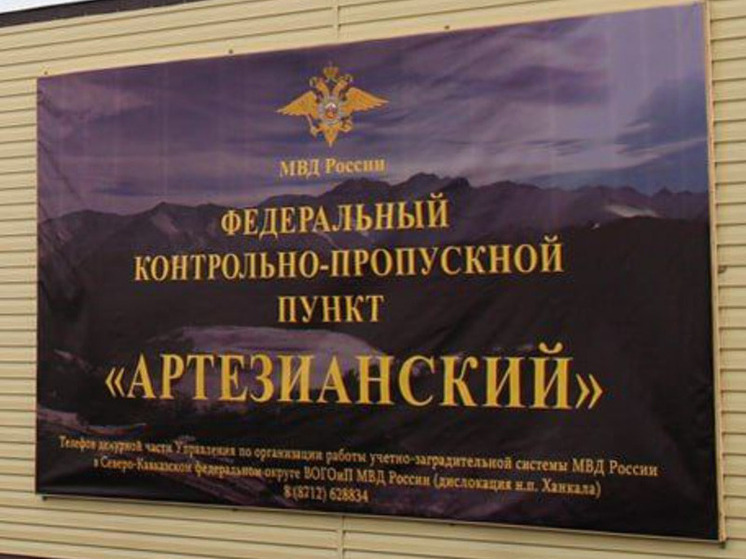 МВД России
ФЕДЕРАЛЬНЫЙ
КОНТРОЛЬНО-ПРОПУСКНОЙ
ПУНКТ
«АРТЕЗИАНСКИЙ»
Телефон дежурной части Управления по организации работы учетно-заградительной системы МВД России
в Северо-Кавказском федеральном округе ВОГОиП МВД России (дислокация н.п. Ханкала)
8(8212) 628834